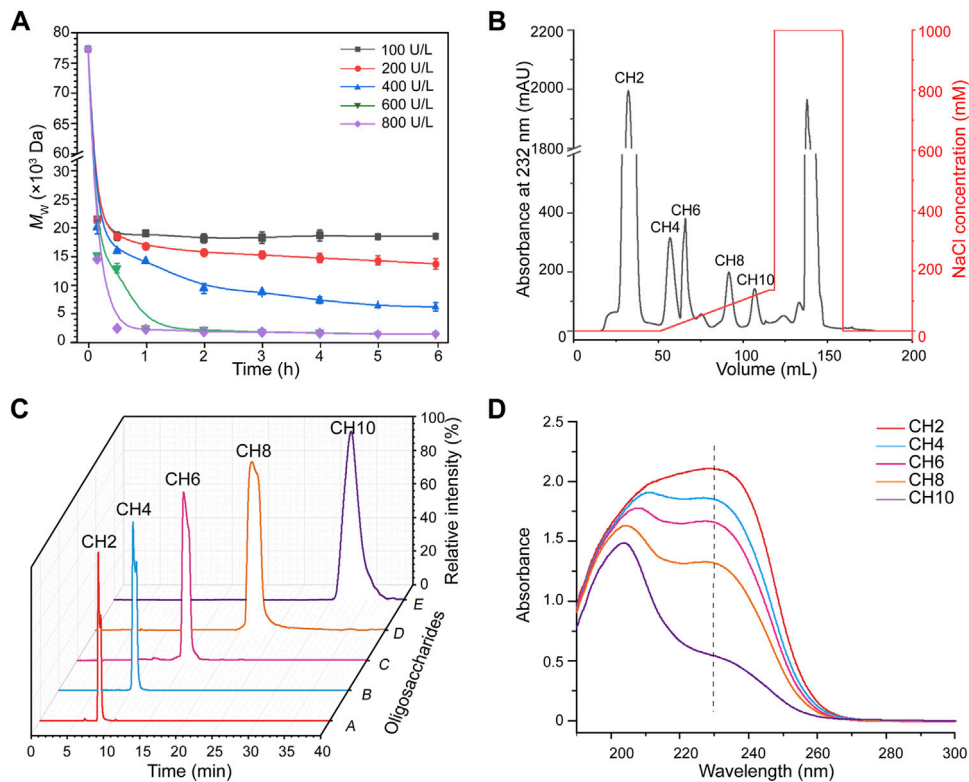 A
80
75
70
65
60
25
20
15
10
5
0
Mw (×10³ Da)
0 1 2 3 4 5 6
Time (h)
100 U/L
200 U/L
400 U/L
600 U/L
800 U/L
B
2200
2000
1800
400
200
0
Absorbance at 232 nm (mAU)
CH2
CH4
CH6
CH8
CH10
0 50 100 150 200
Volume (mL)
1000
800
600
400
200
0
NaCl concentration (mM)
C
CH2
CH4
CH6
CH8
CH10
100
80
60
40
20
0
Relative intensity (%)
E
D
C
B
A
Oligosaccharides
0 5 10 15 20 25 30 35 40
Time (min)
D
2.5
2.0
1.5
1.0
0.5
0
Absorbance
CH2
CH4
CH6
CH8
CH10
200 220 240 260 280 300
Wavelength (nm)